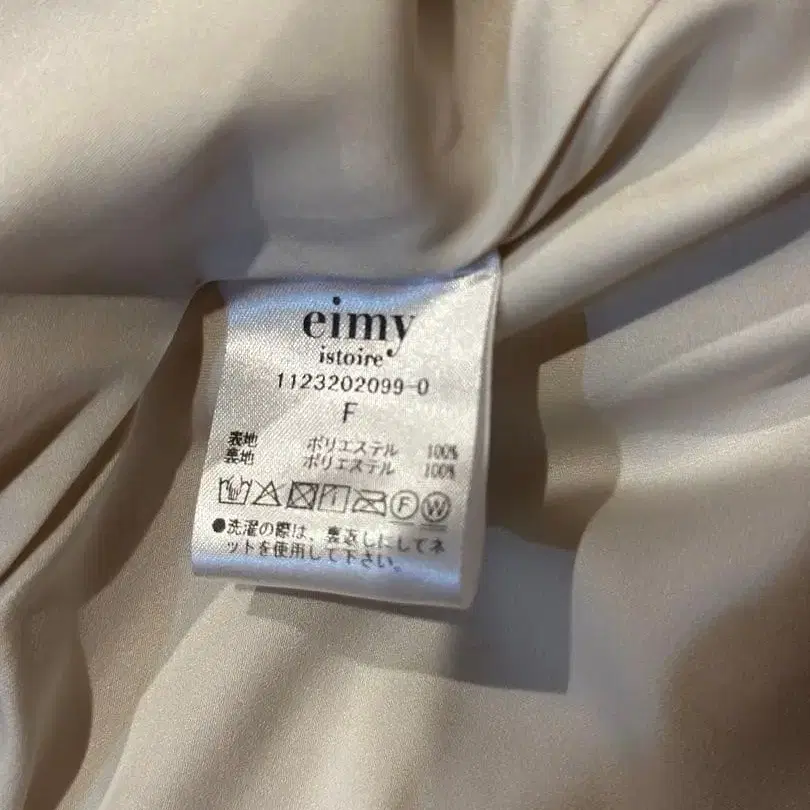 eimy
istoire
1123202099-0
F
表地 ポリエステル 100%
裏地 ポリエステル 100%
F W
●洗濯の際は、裏返しにしてネ
ットを使用して下さい。